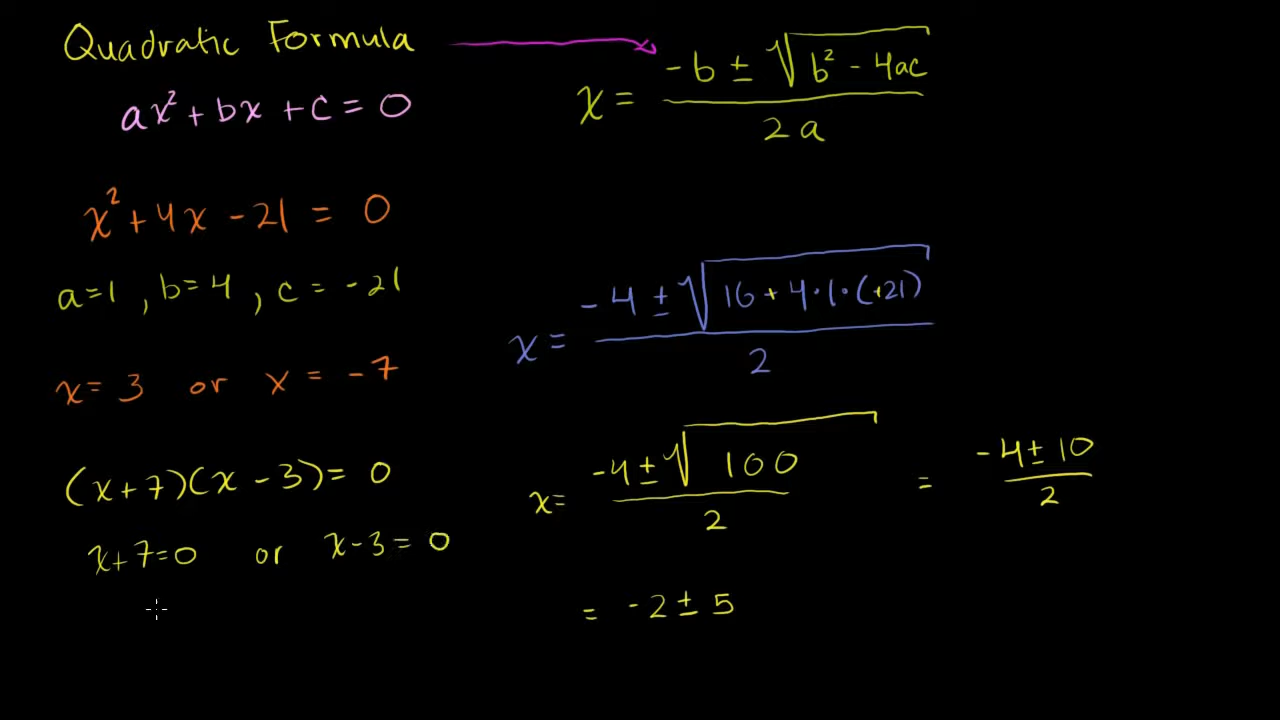 Quadratic Formula
x = (-b ± √(b² - 4ac)) / 2a
ax² + bx + c = 0
x² + 4x - 21 = 0
a=1, b=4, c = -21
x = (-4 ± √(16 + 4·1·(+21))) / 2
x = 3 or x = -7
x = (-4 ± √100) / 2 = (-4 ± 10) / 2
(x+7)(x-3) = 0
x+7=0 or x-3=0
= -2 ± 5